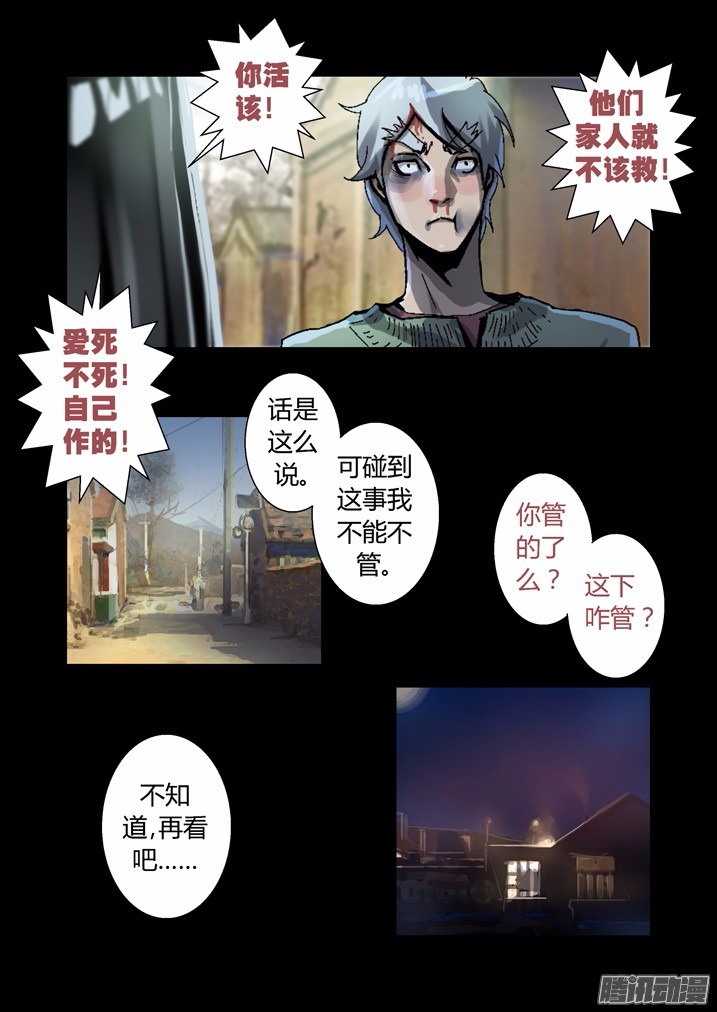 你活
该！
他们
家人就
不该救！
爱死
不死！
自己
作的！
话是
这么
说。
可碰到
这事我
不能不
管。
你管
的了
么？
这下
咋管？
不知
道，再看
吧……
腾讯动漫